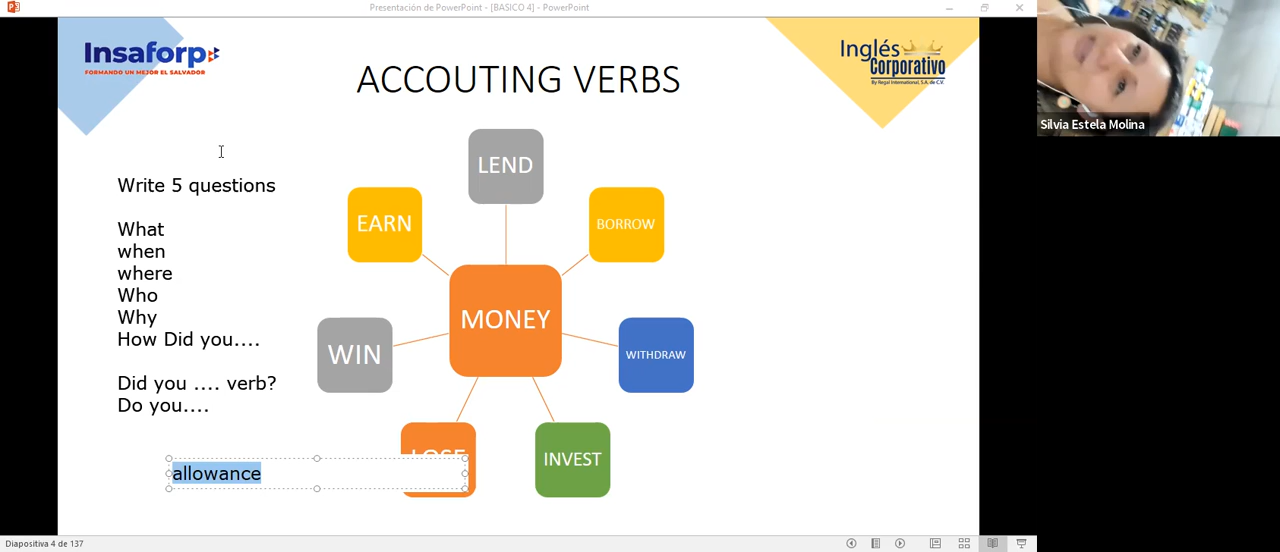 Presentación de PowerPoint - [BASICO 4] - PowerPoint
Insaforp
FORMANDO UN MEJOR EL SALVADOR
Inglés
Corporativo
By Regal International, S.A. de C.V.
ACCOUTING VERBS
Silvia Estela Molina
Write 5 questions
What
when
where
Who
Why
How Did you....
Did you .... verb?
Do you....
allowance
LEND
EARN
BORROW
MONEY
WIN
WITHDRAW
LOSE
INVEST
Diapositiva 4 de 137